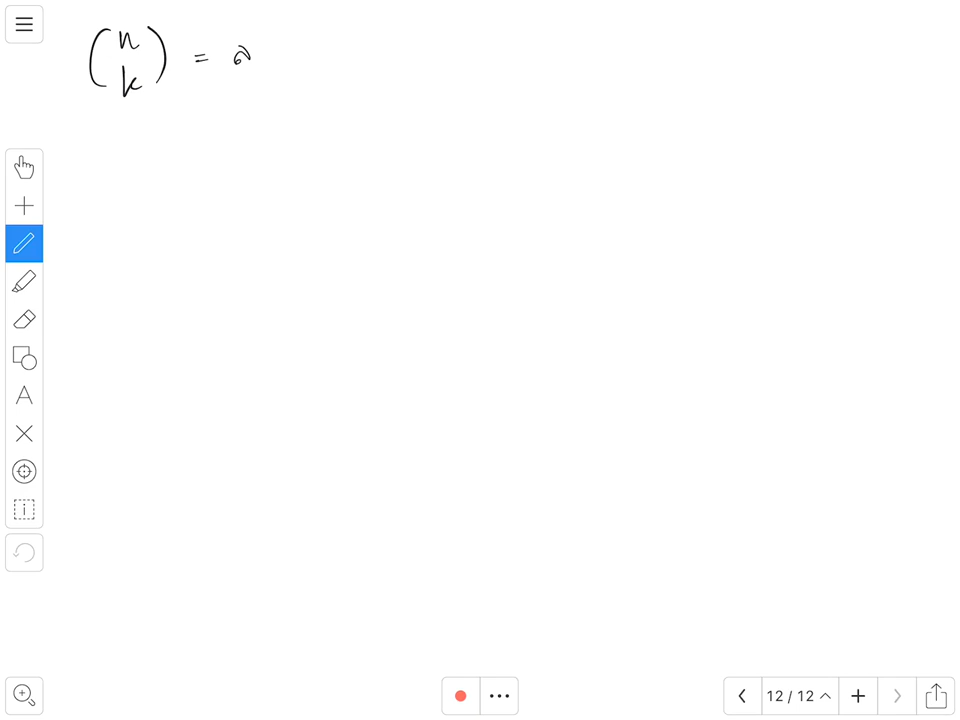 (n
k) =
12 / 12